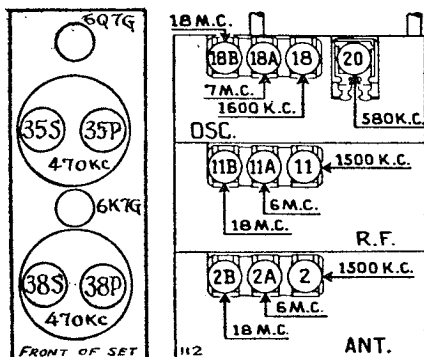 6Q7G
35S 35P
470KC
6K7G
38S 38P
470KC
FRONT OF SET
18 M.C.
18B 18A 18 20
7 M.C.
1600 K.C.
580 K.C.
OSC.
11B 11A 11
1500 K.C.
6 M.C.
18 M.C.
R.F.
2B 2A 2
1500 K.C.
6 M.C.
18 M.C.
112
ANT.